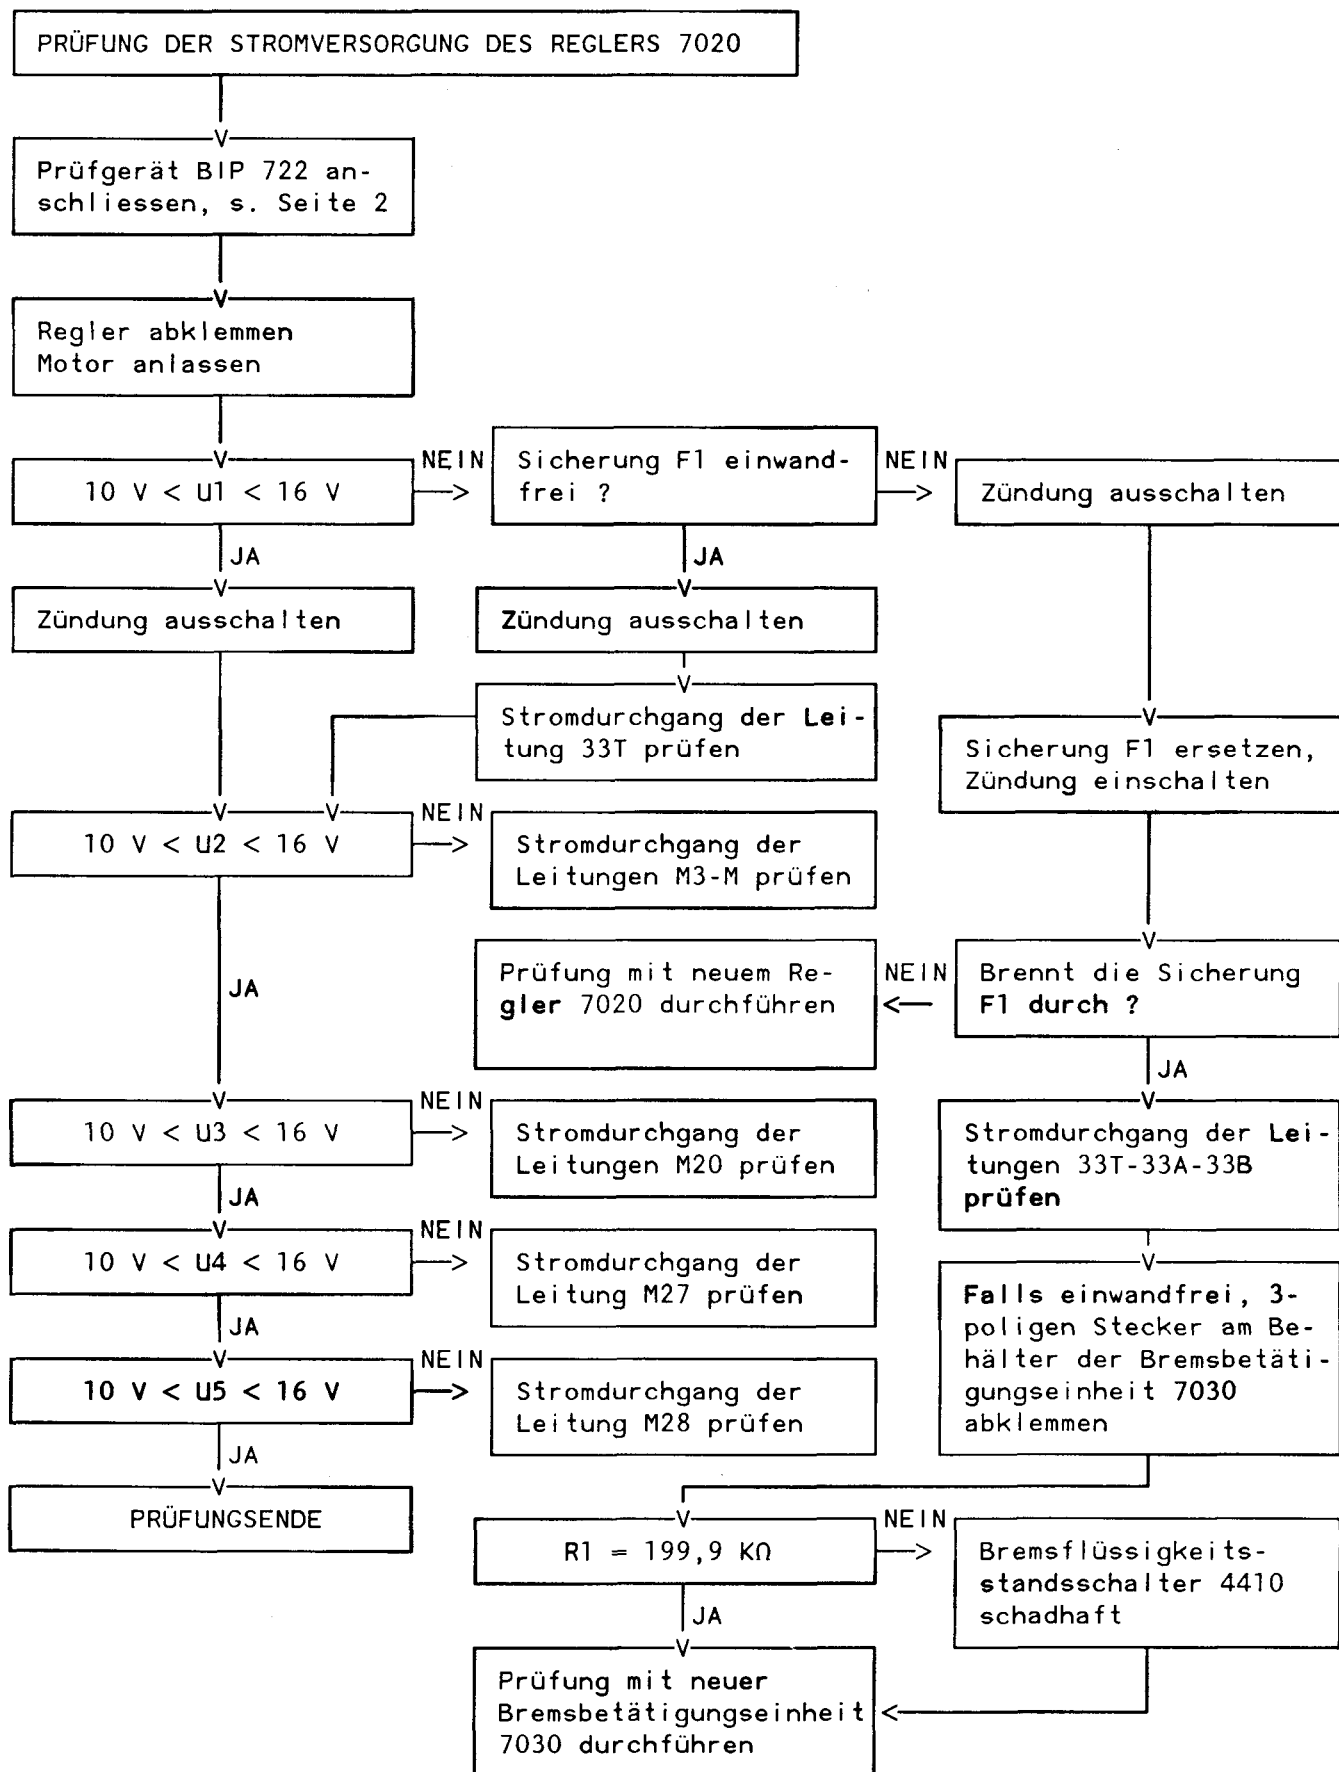 PRÜFUNG DER STROMVERSORGUNG DES REGLERS 7020
Prüfgerät BIP 722 an-
schliessen, s. Seite 2
Regler abklemmen
Motor anlassen
10 V < U1 < 16 V
NEIN
Sicherung F1 einwand-
frei ?
NEIN
Zündung ausschalten
JA
JA
Zündung ausschalten
Zündung ausschalten
Stromdurchgang der Lei-
tung 33T prüfen
Sicherung F1 ersetzen,
Zündung einschalten
10 V < U2 < 16 V
NEIN
Stromdurchgang der
Leitungen M3-M prüfen
JA
Prüfung mit neuem Re-
gler 7020 durchführen
NEIN
Brennt die Sicherung
F1 durch ?
JA
10 V < U3 < 16 V
NEIN
Stromdurchgang der
Leitungen M20 prüfen
Stromdurchgang der Lei-
tungen 33T-33A-33B
prüfen
JA
10 V < U4 < 16 V
NEIN
Stromdurchgang der
Leitung M27 prüfen
Falls einwandfrei, 3-
poligen Stecker am Be-
hälter der Bremsbetäti-
gungseinheit 7030
abklemmen
JA
10 V < U5 < 16 V
NEIN
Stromdurchgang der
Leitung M28 prüfen
JA
PRÜFUNGSENDE
R1 = 199,9 KΩ
NEIN
Bremsflüssigkeits-
standsschalter 4410
schadhaft
JA
Prüfung mit neuer
Bremsbetätigungseinheit
7030 durchführen